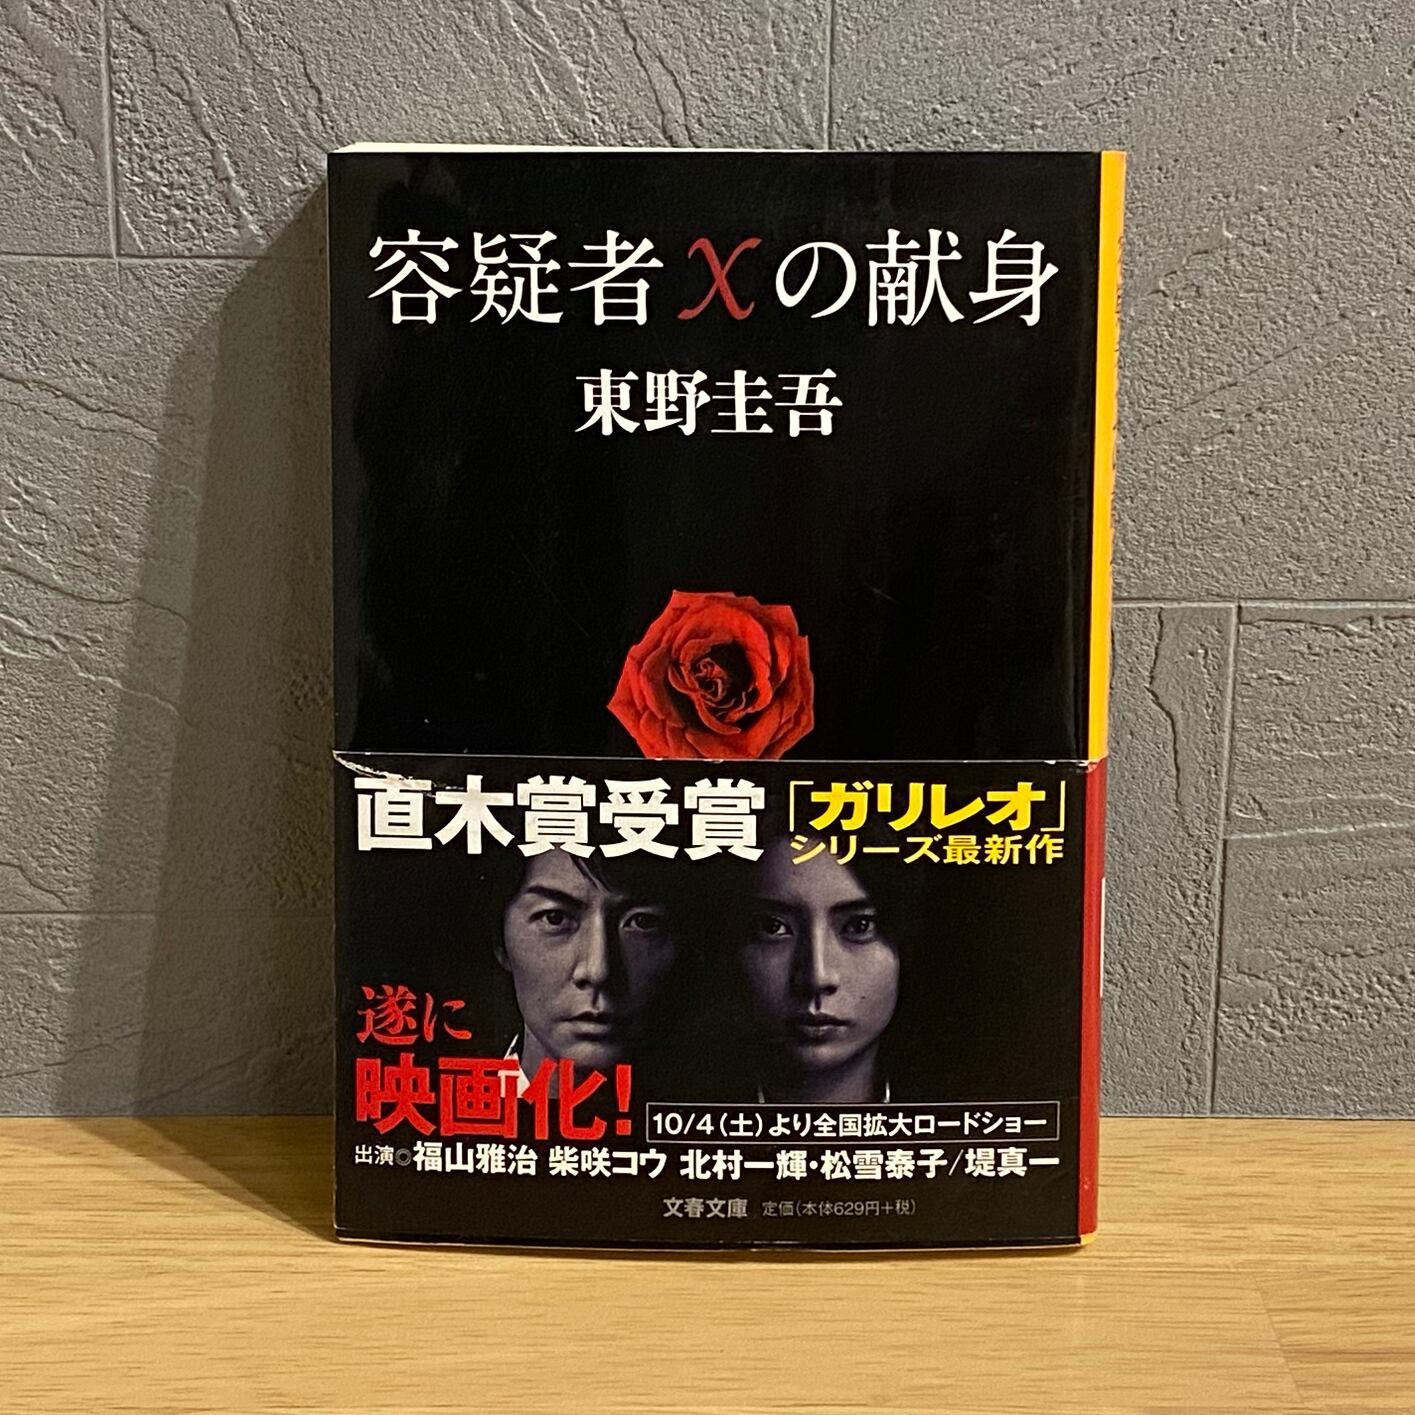 容疑者Xの献身
東野圭吾
直木賞受賞
「ガリレオ」
シリーズ最新作
遂に
映画化!
10/4(土)より全国拡大ロードショー
出演◎福山雅治 柴咲コウ 北村一輝・松雪泰子/堤真一
文春文庫 定価(本体629円+税)